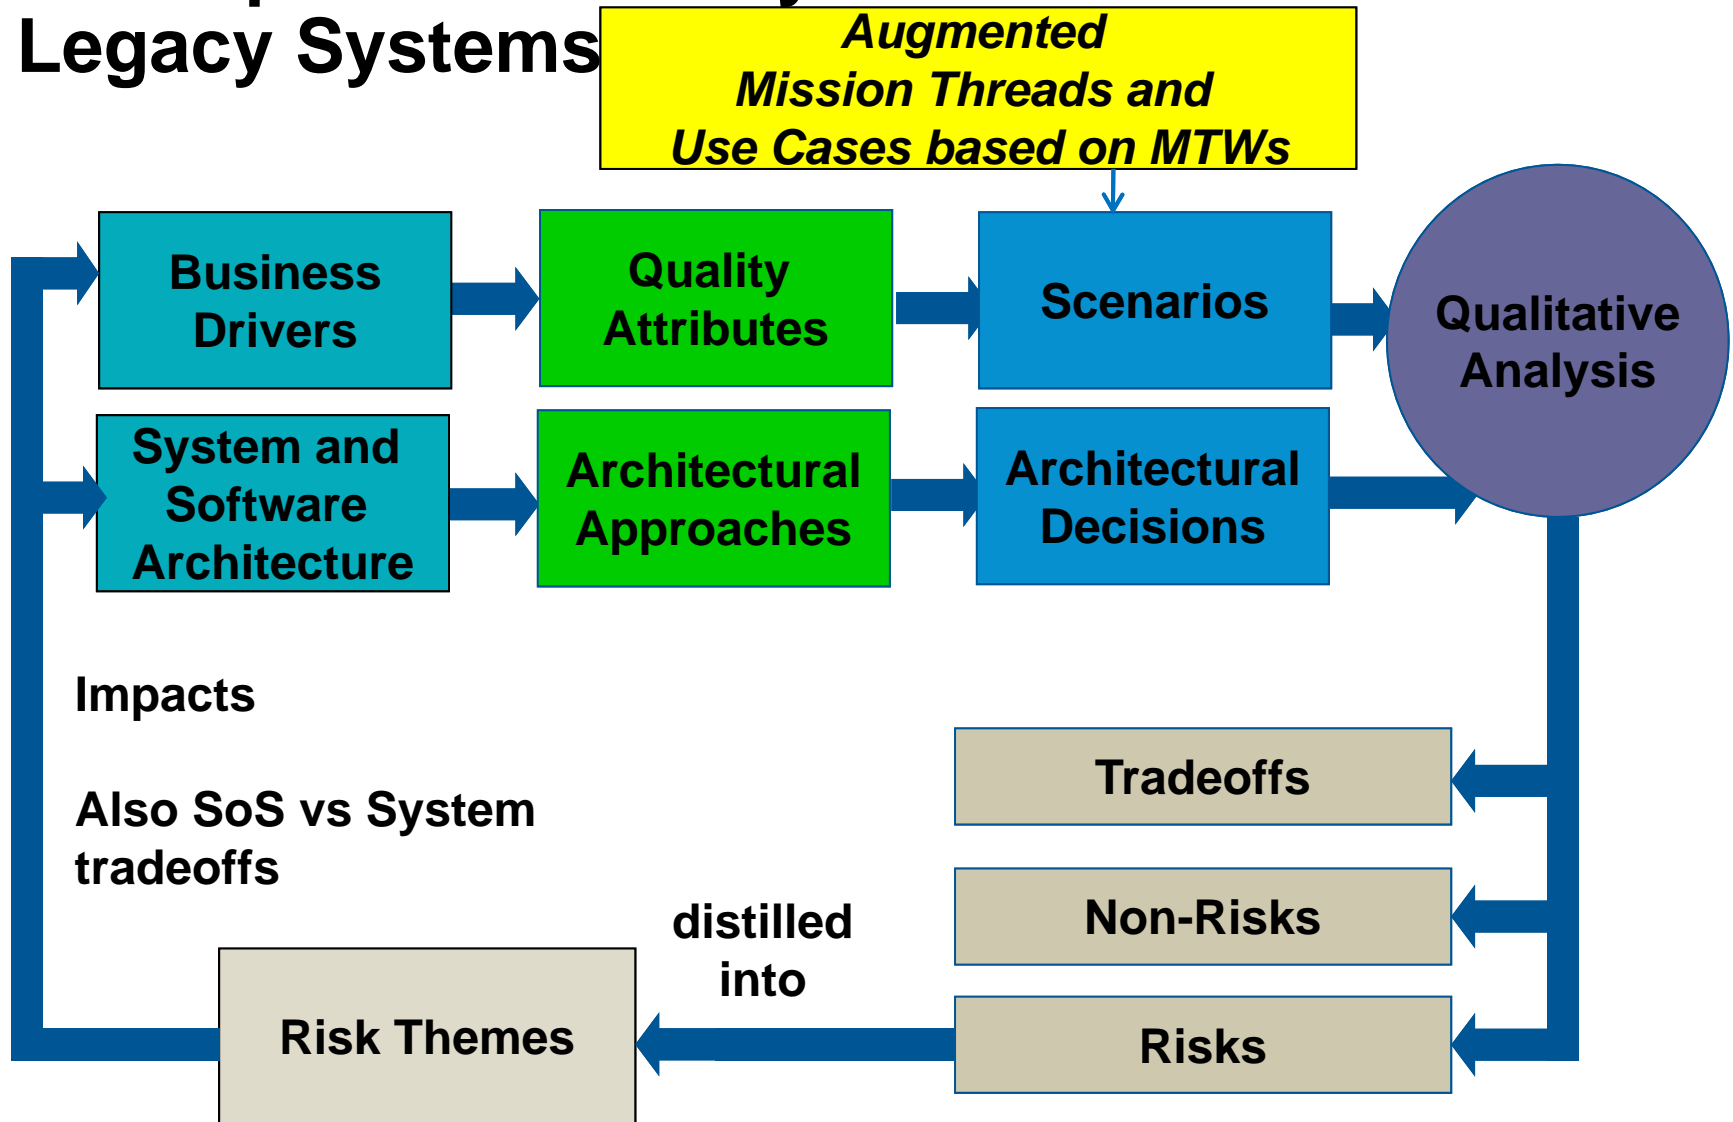 Legacy Systems
Augmented
Mission Threads and
Use Cases based on MTWs
Business
Drivers
Quality
Attributes
Scenarios
Qualitative
Analysis
System and
Software
Architecture
Architectural
Approaches
Architectural
Decisions
Impacts
Also SoS vs System
tradeoffs
Tradeoffs
Non-Risks
distilled
into
Risk Themes
Risks